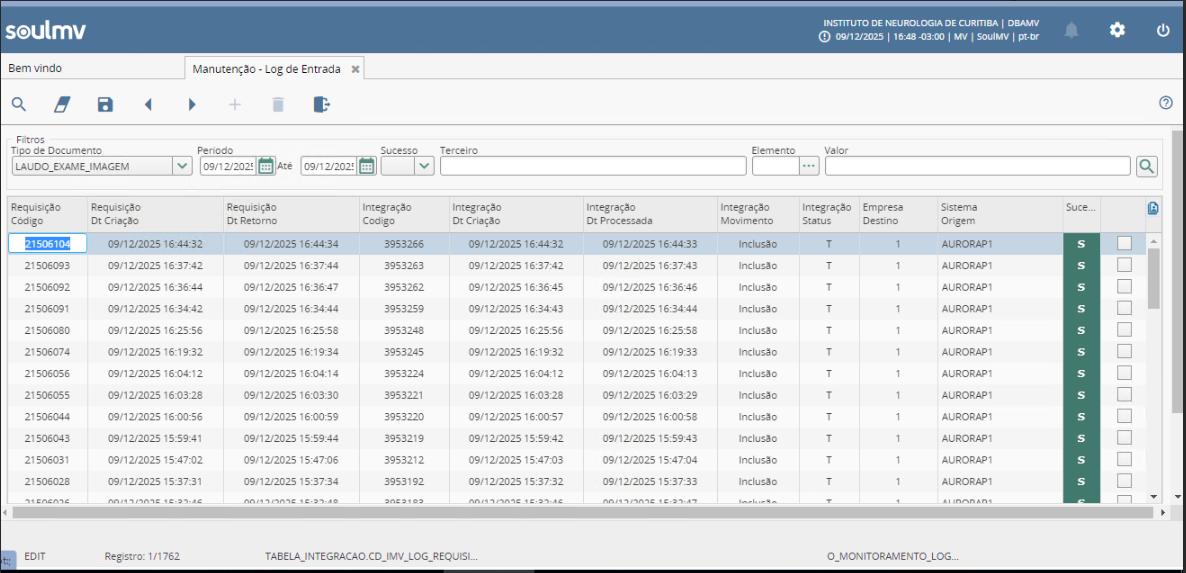 soulmv
INSTITUTO DE NEUROLOGIA DE CURITIBA | DBAMV
09/12/2025 | 16:48 -03:00 | MV | SoulMV | pt-br
Bem vindo
Manutenção - Log de Entrada
Filtros
Tipo de Documento Período Sucesso Terceiro Elemento Valor
LAUDO_EXAME_IMAGEM 09/12/2025 Até 09/12/2025
Requisição Requisição Requisição Integração Integração Integração Integração Integração Empresa Sistema Suce...
Código Dt Criação Dt Retorno Codigo Dt Criação Dt Processada Movimento Status Destino Origem
21506104 09/12/2025 16:44:32 09/12/2025 16:44:34 3953266 09/12/2025 16:44:32 09/12/2025 16:44:33 Inclusão T 1 AURORAP1 S
21506093 09/12/2025 16:37:42 09/12/2025 16:37:44 3953263 09/12/2025 16:37:42 09/12/2025 16:37:43 Inclusão T 1 AURORAP1 S
21506092 09/12/2025 16:36:44 09/12/2025 16:36:47 3953262 09/12/2025 16:36:45 09/12/2025 16:36:46 Inclusão T 1 AURORAP1 S
21506091 09/12/2025 16:34:42 09/12/2025 16:34:44 3953259 09/12/2025 16:34:43 09/12/2025 16:34:44 Inclusão T 1 AURORAP1 S
21506080 09/12/2025 16:25:56 09/12/2025 16:25:58 3953248 09/12/2025 16:25:56 09/12/2025 16:25:58 Inclusão T 1 AURORAP1 S
21506074 09/12/2025 16:19:32 09/12/2025 16:19:34 3953245 09/12/2025 16:19:32 09/12/2025 16:19:33 Inclusão T 1 AURORAP1 S
21506056 09/12/2025 16:04:12 09/12/2025 16:04:14 3953224 09/12/2025 16:04:12 09/12/2025 16:04:13 Inclusão T 1 AURORAP1 S
21506055 09/12/2025 16:03:28 09/12/2025 16:03:30 3953221 09/12/2025 16:03:28 09/12/2025 16:03:29 Inclusão T 1 AURORAP1 S
21506044 09/12/2025 16:00:56 09/12/2025 16:00:59 3953220 09/12/2025 16:00:57 09/12/2025 16:00:58 Inclusão T 1 AURORAP1 S
21506043 09/12/2025 15:59:41 09/12/2025 15:59:44 3953219 09/12/2025 15:59:42 09/12/2025 15:59:43 Inclusão T 1 AURORAP1 S
21506031 09/12/2025 15:47:02 09/12/2025 15:47:06 3953212 09/12/2025 15:47:03 09/12/2025 15:47:04 Inclusão T 1 AURORAP1 S
21506028 09/12/2025 15:37:31 09/12/2025 15:37:34 3953192 09/12/2025 15:37:32 09/12/2025 15:37:33 Inclusão T 1 AURORAP1 S
EDIT Registro: 1/1762 TABELA_INTEGRACAO.CD_IMV_LOG_REQUISI... O_MONITORAMENTO_LOG...